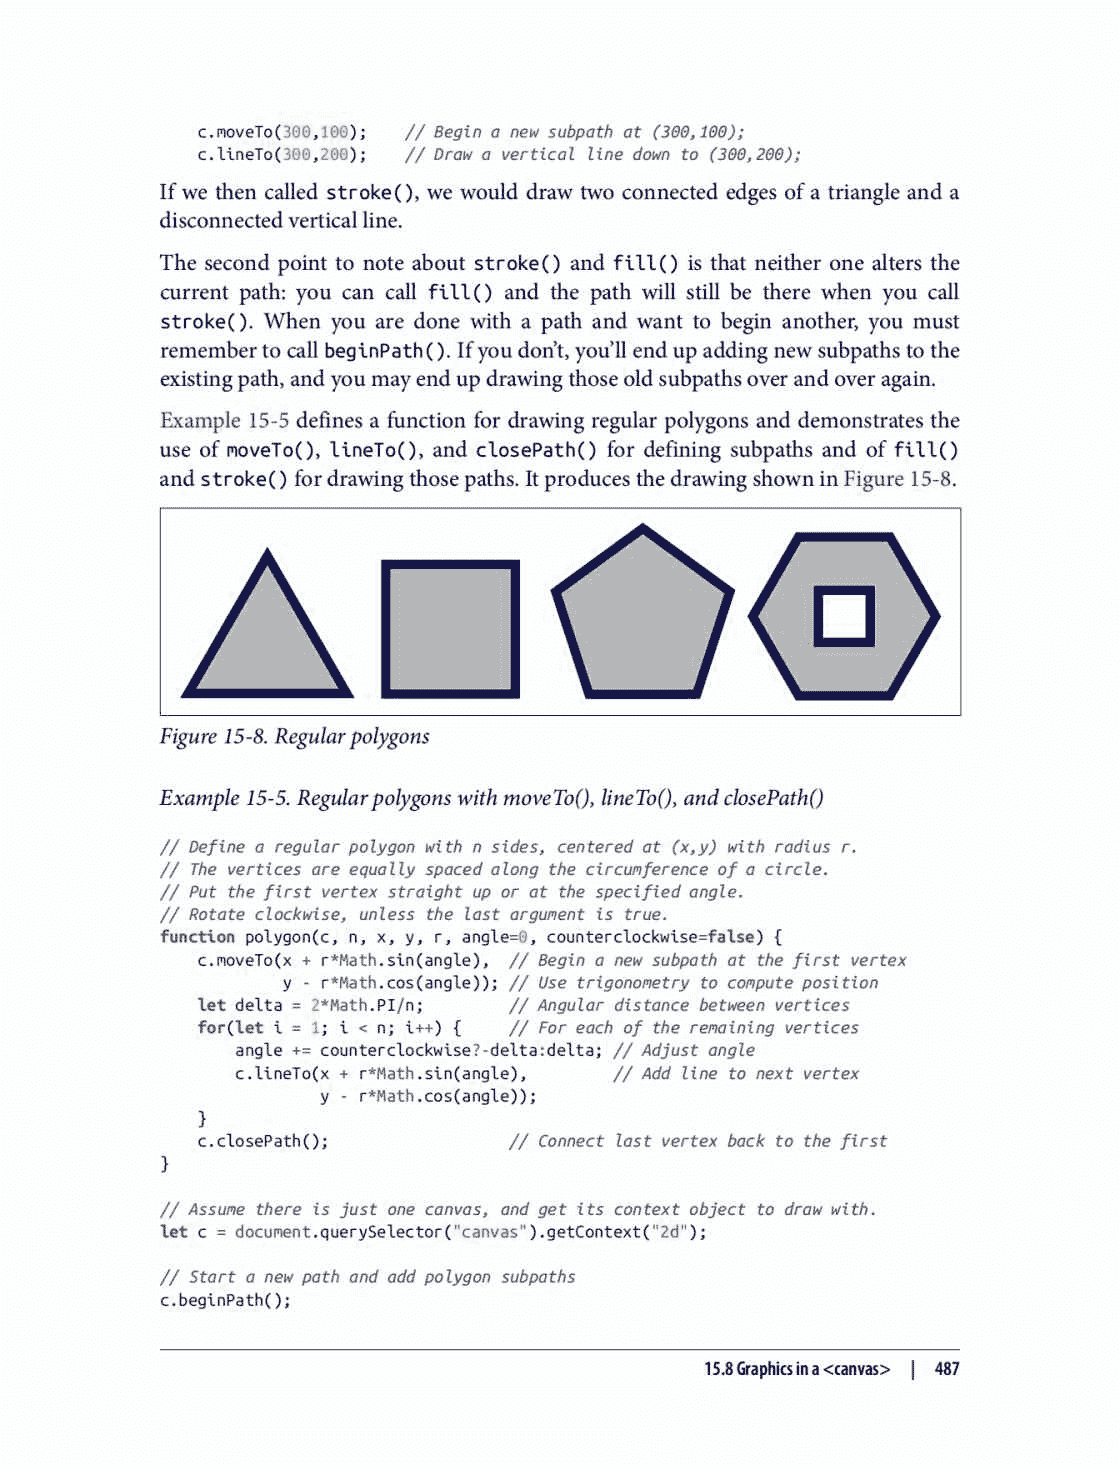 c.moveTo(300,100);    // Begin a new subpath at (300,100);
c.lineTo(300,200);    // Draw a vertical line down to (300,200);
If we then called stroke(), we would draw two connected edges of a triangle and a
disconnected vertical line.
The second point to note about stroke() and fill() is that neither one alters the
current path: you can call fill() and the path will still be there when you call
stroke(). When you are done with a path and want to begin another, you must
remember to call beginPath(). If you don’t, you’ll end up adding new subpaths to the
existing path, and you may end up drawing those old subpaths over and over again.
Example 15-5 defines a function for drawing regular polygons and demonstrates the
use of moveTo(), lineTo(), and closePath() for defining subpaths and of fill()
and stroke() for drawing those paths. It produces the drawing shown in Figure 15-8.
Figure 15-8. Regular polygons
Example 15-5. Regular polygons with moveTo(), lineTo(), and closePath()
// Define a regular polygon with n sides, centered at (x,y) with radius r.
// The vertices are equally spaced along the circumference of a circle.
// Put the first vertex straight up or at the specified angle.
// Rotate clockwise, unless the last argument is true.
function polygon(c, n, x, y, r, angle=0, counterclockwise=false) {
    c.moveTo(x + r*Math.sin(angle),  // Begin a new subpath at the first vertex
             y - r*Math.cos(angle)); // Use trigonometry to compute position
    let delta = 2*Math.PI/n;         // Angular distance between vertices
    for(let i = 1; i < n; i++) {     // For each of the remaining vertices
        angle += counterclockwise?-delta:delta; // Adjust angle
        c.lineTo(x + r*Math.sin(angle),         // Add line to next vertex
                 y - r*Math.cos(angle));
    }
    c.closePath();                   // Connect last vertex back to the first
}
// Assume there is just one canvas, and get its context object to draw with.
let c = document.querySelector("canvas").getContext("2d");
// Start a new path and add polygon subpaths
c.beginPath();
15.8 Graphics in a <canvas> | 487